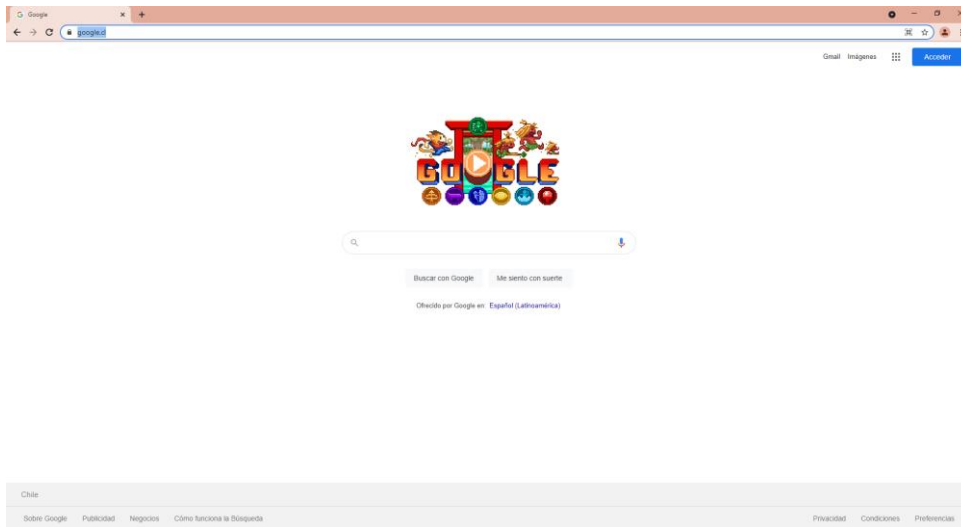 Google
google.cl
Gmail Imágenes Acceder
GOOGLE
Buscar con Google Me siento con suerte
Ofrecido por Google en: Español (Latinoamérica)
Chile
Sobre Google Publicidad Negocios Cómo funciona la Búsqueda Privacidad Condiciones Preferencias